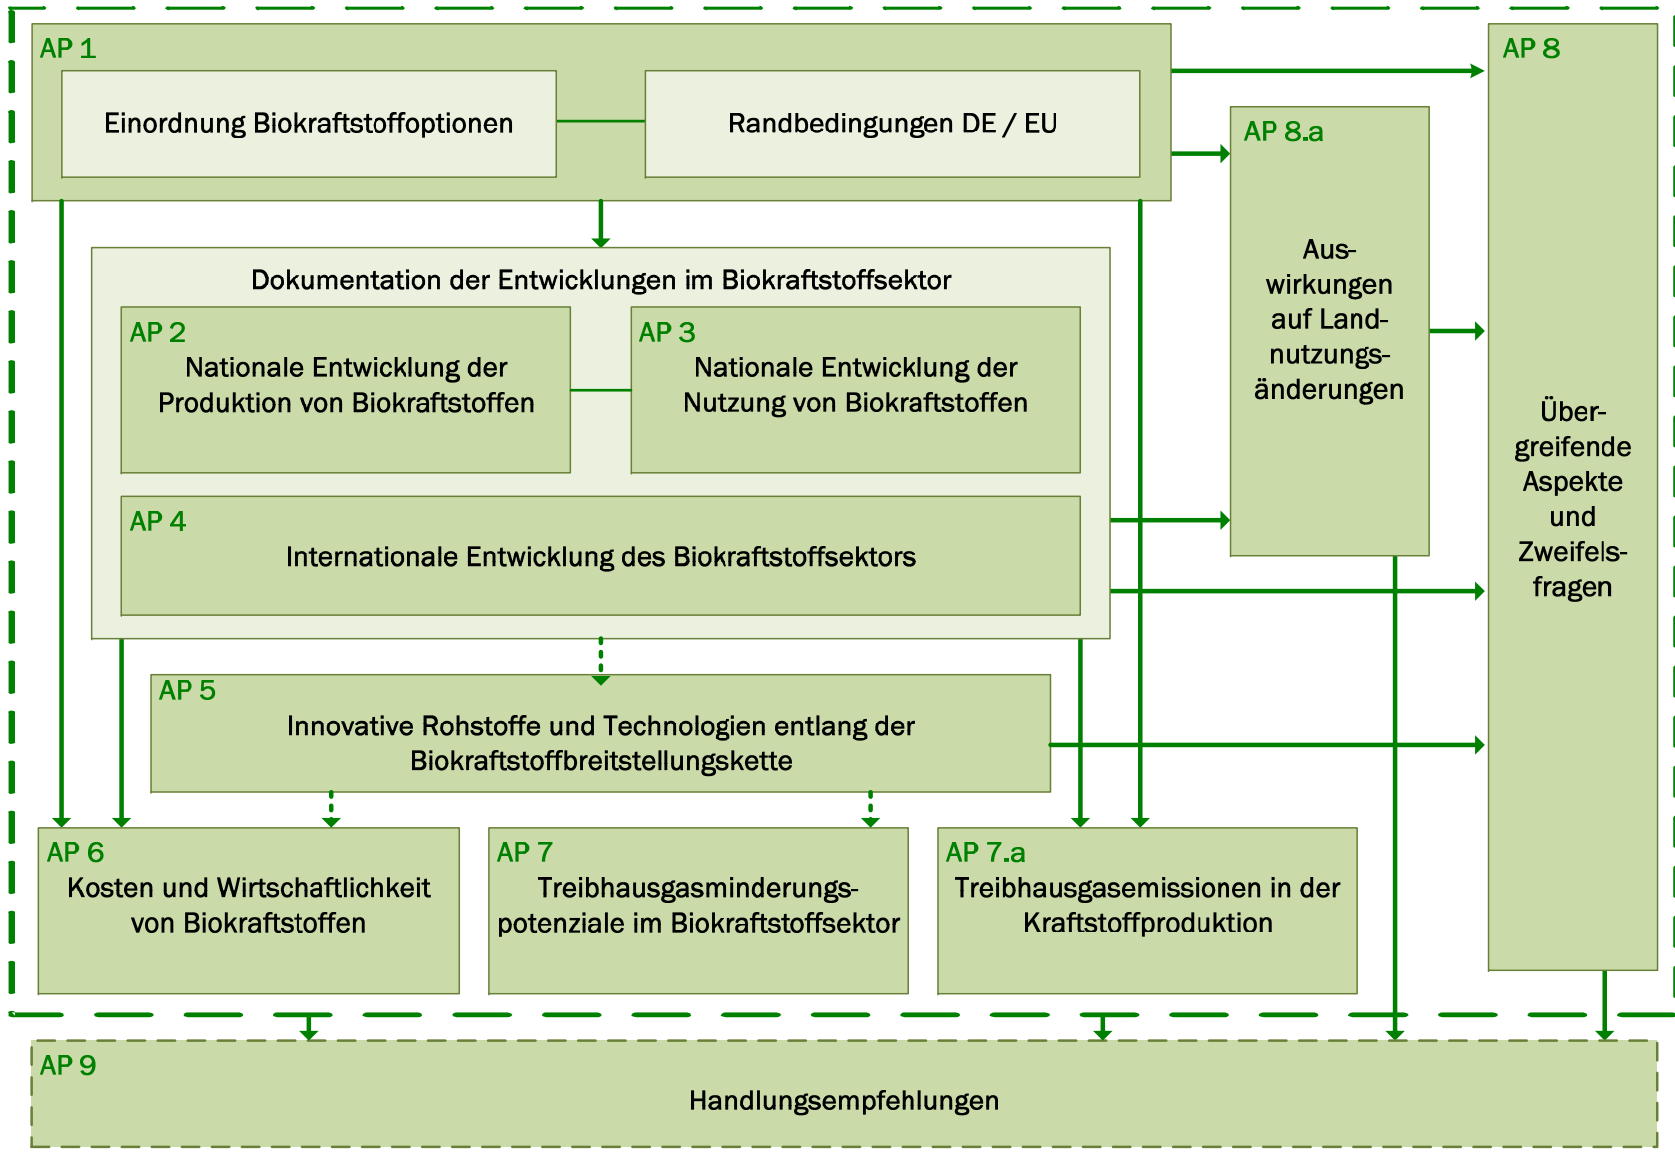 AP 1
Einordnung Biokraftstoffoptionen
Randbedingungen DE / EU
Dokumentation der Entwicklungen im Biokraftstoffsektor
AP 2
Nationale Entwicklung der
Produktion von Biokraftstoffen
AP 3
Nationale Entwicklung der
Nutzung von Biokraftstoffen
AP 4
Internationale Entwicklung des Biokraftstoffsektors
AP 5
Innovative Rohstoffe und Technologien entlang der
Biokraftstoffbreitstellungskette
AP 6
Kosten und Wirtschaftlichkeit
von Biokraftstoffen
AP 7
Treibhausgasminderungs-
potenziale im Biokraftstoffsektor
AP 7.a
Treibhausgasemissionen in der
Kraftstoffproduktion
AP 8.a
Aus-
wirkungen
auf Land-
nutzungs-
änderungen
AP 8
Über-
greifende
Aspekte
und
Zweifels-
fragen
AP 9
Handlungsempfehlungen